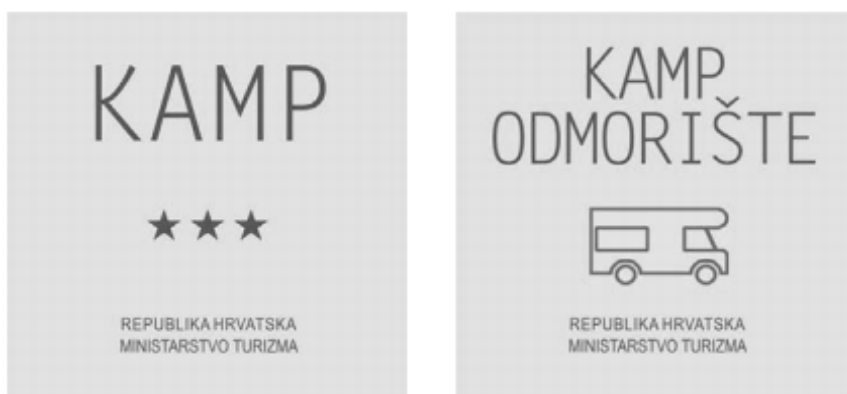 KAMP
REPUBLIKA HRVATSKA
MINISTARSTVO TURIZMA
KAMP
ODMORIŠTE
REPUBLIKA HRVATSKA
MINISTARSTVO TURIZMA